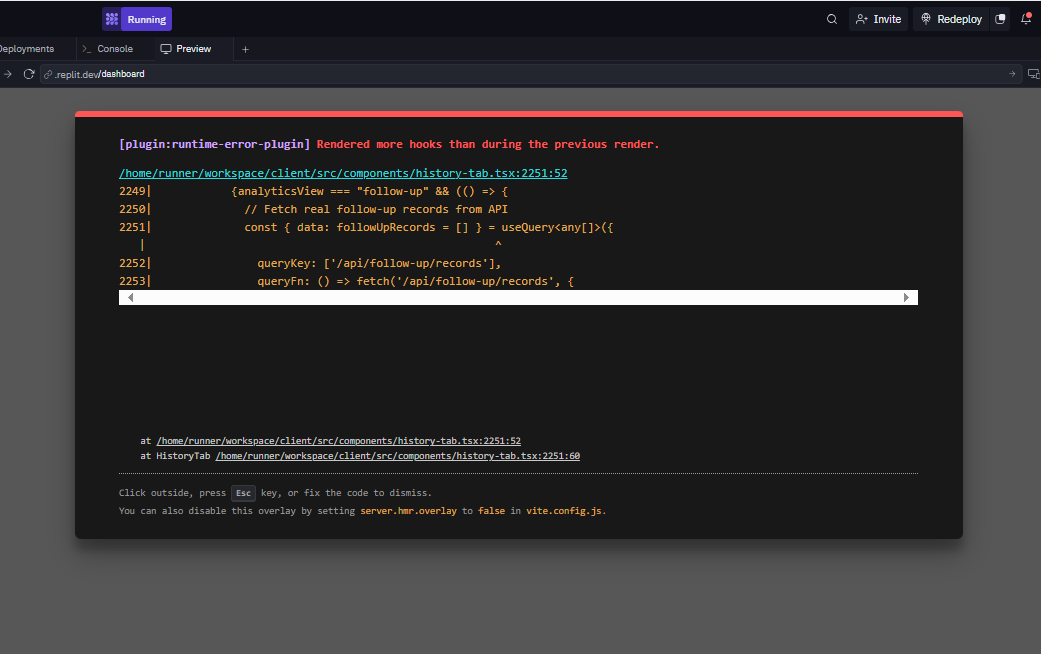 Running
Invite
Redeploy
Deployments
>_ Console
Preview
+
.replit.dev/dashboard
[plugin:runtime-error-plugin] Rendered more hooks than during the previous render.
/home/runner/workspace/client/src/components/history-tab.tsx:2251:52
2249|            {analyticsView === "follow-up" && (() => {
2250|              // Fetch real follow-up records from API
2251|              const { data: followUpRecords = [] } = useQuery<any[]>({
|                                                      ^
2252|                queryKey: ['/api/follow-up/records'],
2253|                queryFn: () => fetch('/api/follow-up/records', {
at /home/runner/workspace/client/src/components/history-tab.tsx:2251:52
at HistoryTab /home/runner/workspace/client/src/components/history-tab.tsx:2251:60
Click outside, press Esc key, or fix the code to dismiss.
You can also disable this overlay by setting server.hmr.overlay to false in vite.config.js.